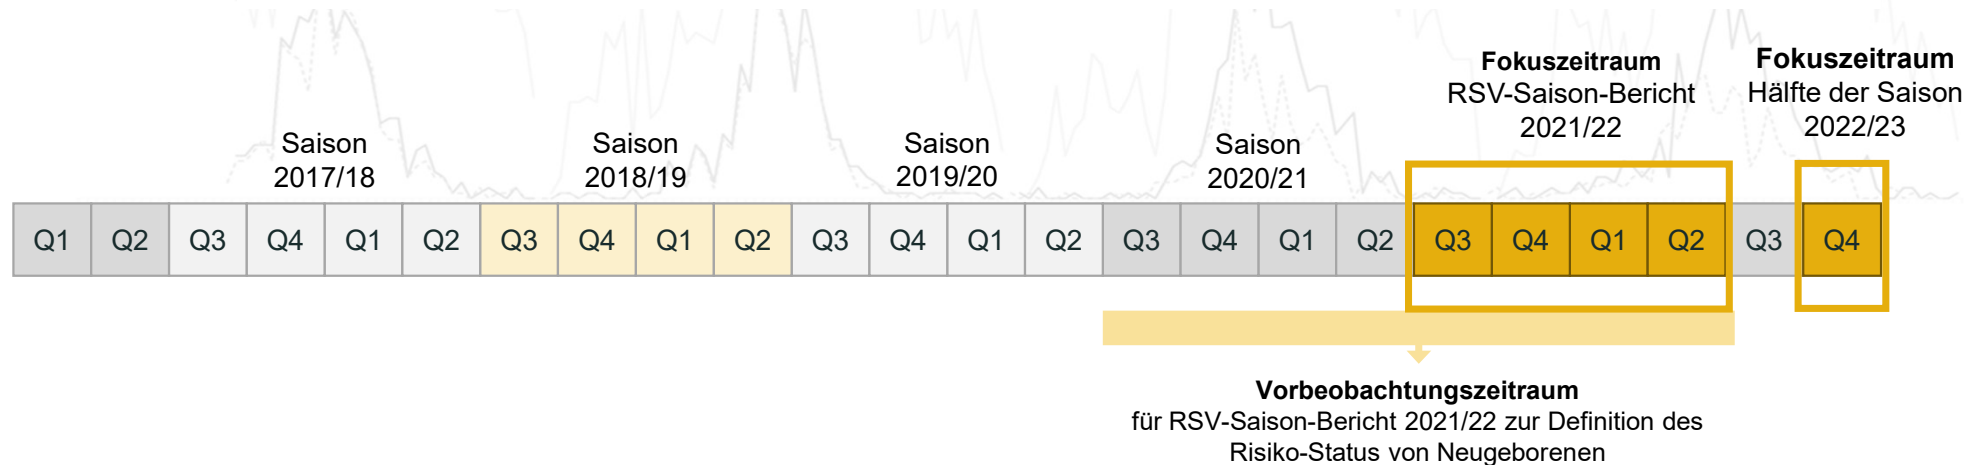 Fokuszeitraum
RSV-Saison-Bericht
2021/22
Fokuszeitraum
Hälfte der Saison
2022/23
Saison
2017/18
Saison
2018/19
Saison
2019/20
Saison
2020/21
Q1 Q2 Q3 Q4 Q1 Q2 Q3 Q4 Q1 Q2 Q3 Q4 Q1 Q2 Q3 Q4 Q1 Q2 Q3 Q4 Q1 Q2 Q3 Q4
Vorbeobachtungszeitraum
für RSV-Saison-Bericht 2021/22 zur Definition des
Risiko-Status von Neugeborenen